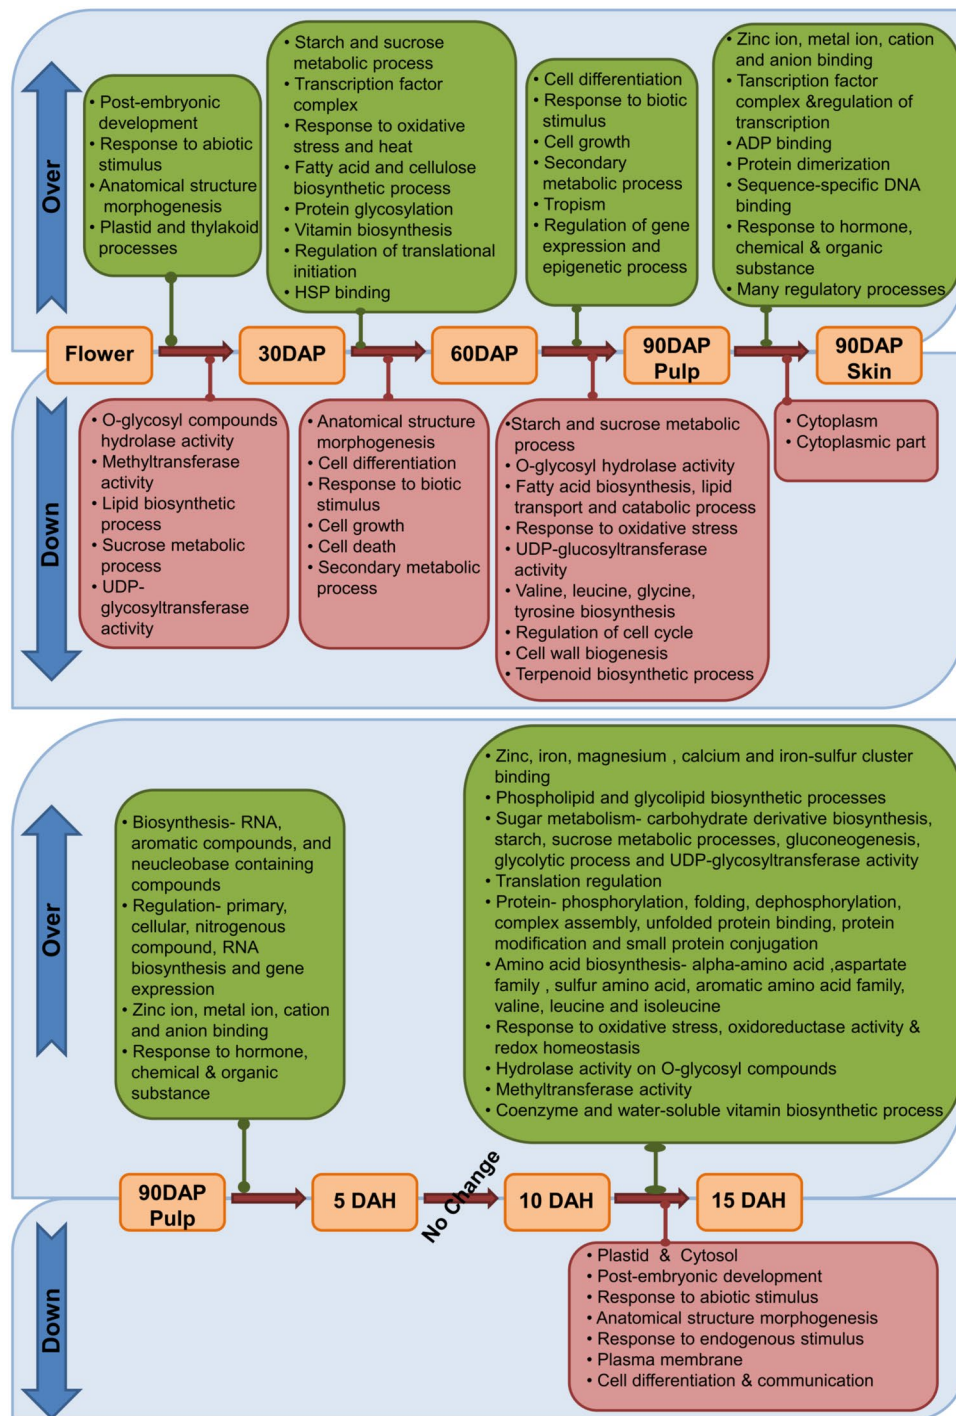 Over
• Post-embryonic
development
• Response to abiotic
stimulus
• Anatomical structure
morphogenesis
• Plastid and thylakoid
processes
• Starch and sucrose
metabolic process
• Transcription factor
complex
• Response to oxidative
stress and heat
• Fatty acid and cellulose
biosynthetic process
• Protein glycosylation
• Vitamin biosynthesis
• Regulation of translational
initiation
• HSP binding
• Cell differentiation
• Response to biotic
stimulus
• Cell growth
• Secondary
metabolic process
• Tropism
• Regulation of gene
expression and
epigenetic process
• Zinc ion, metal ion, cation
and anion binding
• Tanscription factor
complex &regulation of
transcription
• ADP binding
• Protein dimerization
• Sequence-specific DNA
binding
• Response to hormone,
chemical & organic
substance
• Many regulatory processes
Flower
30DAP
60DAP
90DAP
Pulp
90DAP
Skin
Down
• O-glycosyl compounds
hydrolase activity
• Methyltransferase
activity
• Lipid biosynthetic
process
• Sucrose metabolic
process
• UDP-
glycosyltransferase
activity
• Anatomical structure
morphogenesis
• Cell differentiation
• Response to biotic
stimulus
• Cell growth
• Cell death
• Secondary metabolic
process
•Starch and sucrose metabolic
process
• O-glycosyl hydrolase activity
• Fatty acid biosynthesis, lipid
transport and catabolic process
• Response to oxidative stress
• UDP-glucosyltransferase
activity
• Valine, leucine, glycine,
tyrosine biosynthesis
• Regulation of cell cycle
• Cell wall biogenesis
• Terpenoid biosynthetic process
• Cytoplasm
• Cytoplasmic part
Over
• Biosynthesis- RNA,
aromatic compounds, and
neucleobase containing
compounds
• Regulation- primary,
cellular, nitrogenous
compound, RNA
biosynthesis and gene
expression
• Zinc ion, metal ion, cation
and anion binding
• Response to hormone,
chemical & organic
substance
• Zinc, iron, magnesium , calcium and iron-sulfur cluster
binding
• Phospholipid and glycolipid biosynthetic processes
• Sugar metabolism- carbohydrate derivative biosynthesis,
starch, sucrose metabolic processes, gluconeogenesis,
glycolytic process and UDP-glycosyltransferase activity
• Translation regulation
• Protein- phosphorylation, folding, dephosphorylation,
complex assembly, unfolded protein binding, protein
modification and small protein conjugation
• Amino acid biosynthesis- alpha-amino acid ,aspartate
family , sulfur amino acid, aromatic amino acid family,
valine, leucine and isoleucine
• Response to oxidative stress, oxidoreductase activity &
redox homeostasis
• Hydrolase activity on O-glycosyl compounds
• Methyltransferase activity
• Coenzyme and water-soluble vitamin biosynthetic process
90DAP
Pulp
5 DAH
No Change
10 DAH
15 DAH
Down
• Plastid & Cytosol
• Post-embryonic development
• Response to abiotic stimulus
• Anatomical structure morphogenesis
• Response to endogenous stimulus
• Plasma membrane
• Cell differentiation & communication